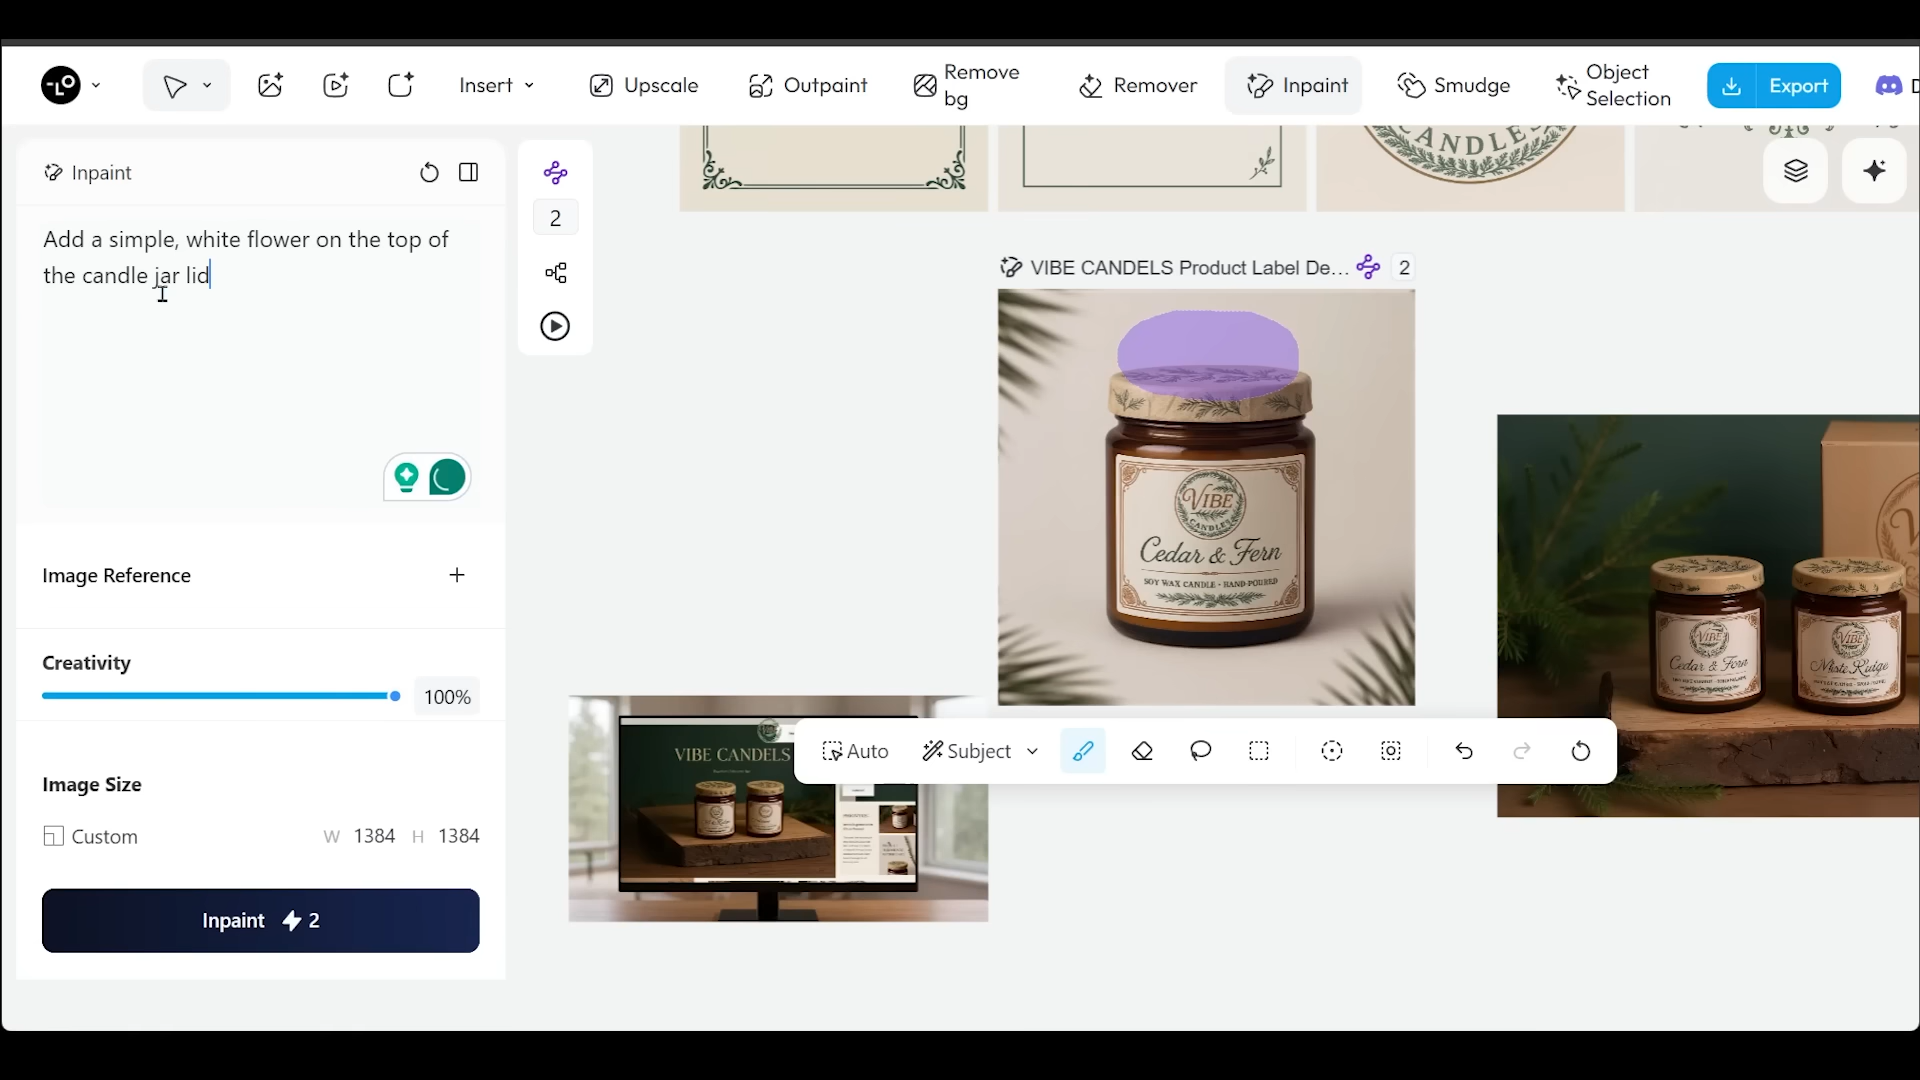 Insert
Upscale
Outpaint
Remove
bg
Remover
Inpaint
Smudge
Object
Selection
Export
Inpaint
Add a simple, white flower on the top of
the candle jar lid
2
CANDLES
VIBE CANDELS Product Label De...
2
VIBE
CANDLES
Cedar & Fern
SOY WAX CANDLE · HAND-POURED
Image Reference
Creativity
100%
Image Size
Custom
W 1384 H 1384
Inpaint 2
VIBE CANDELS
Auto
Subject
VIBE
Cedar & Fern
VIBE